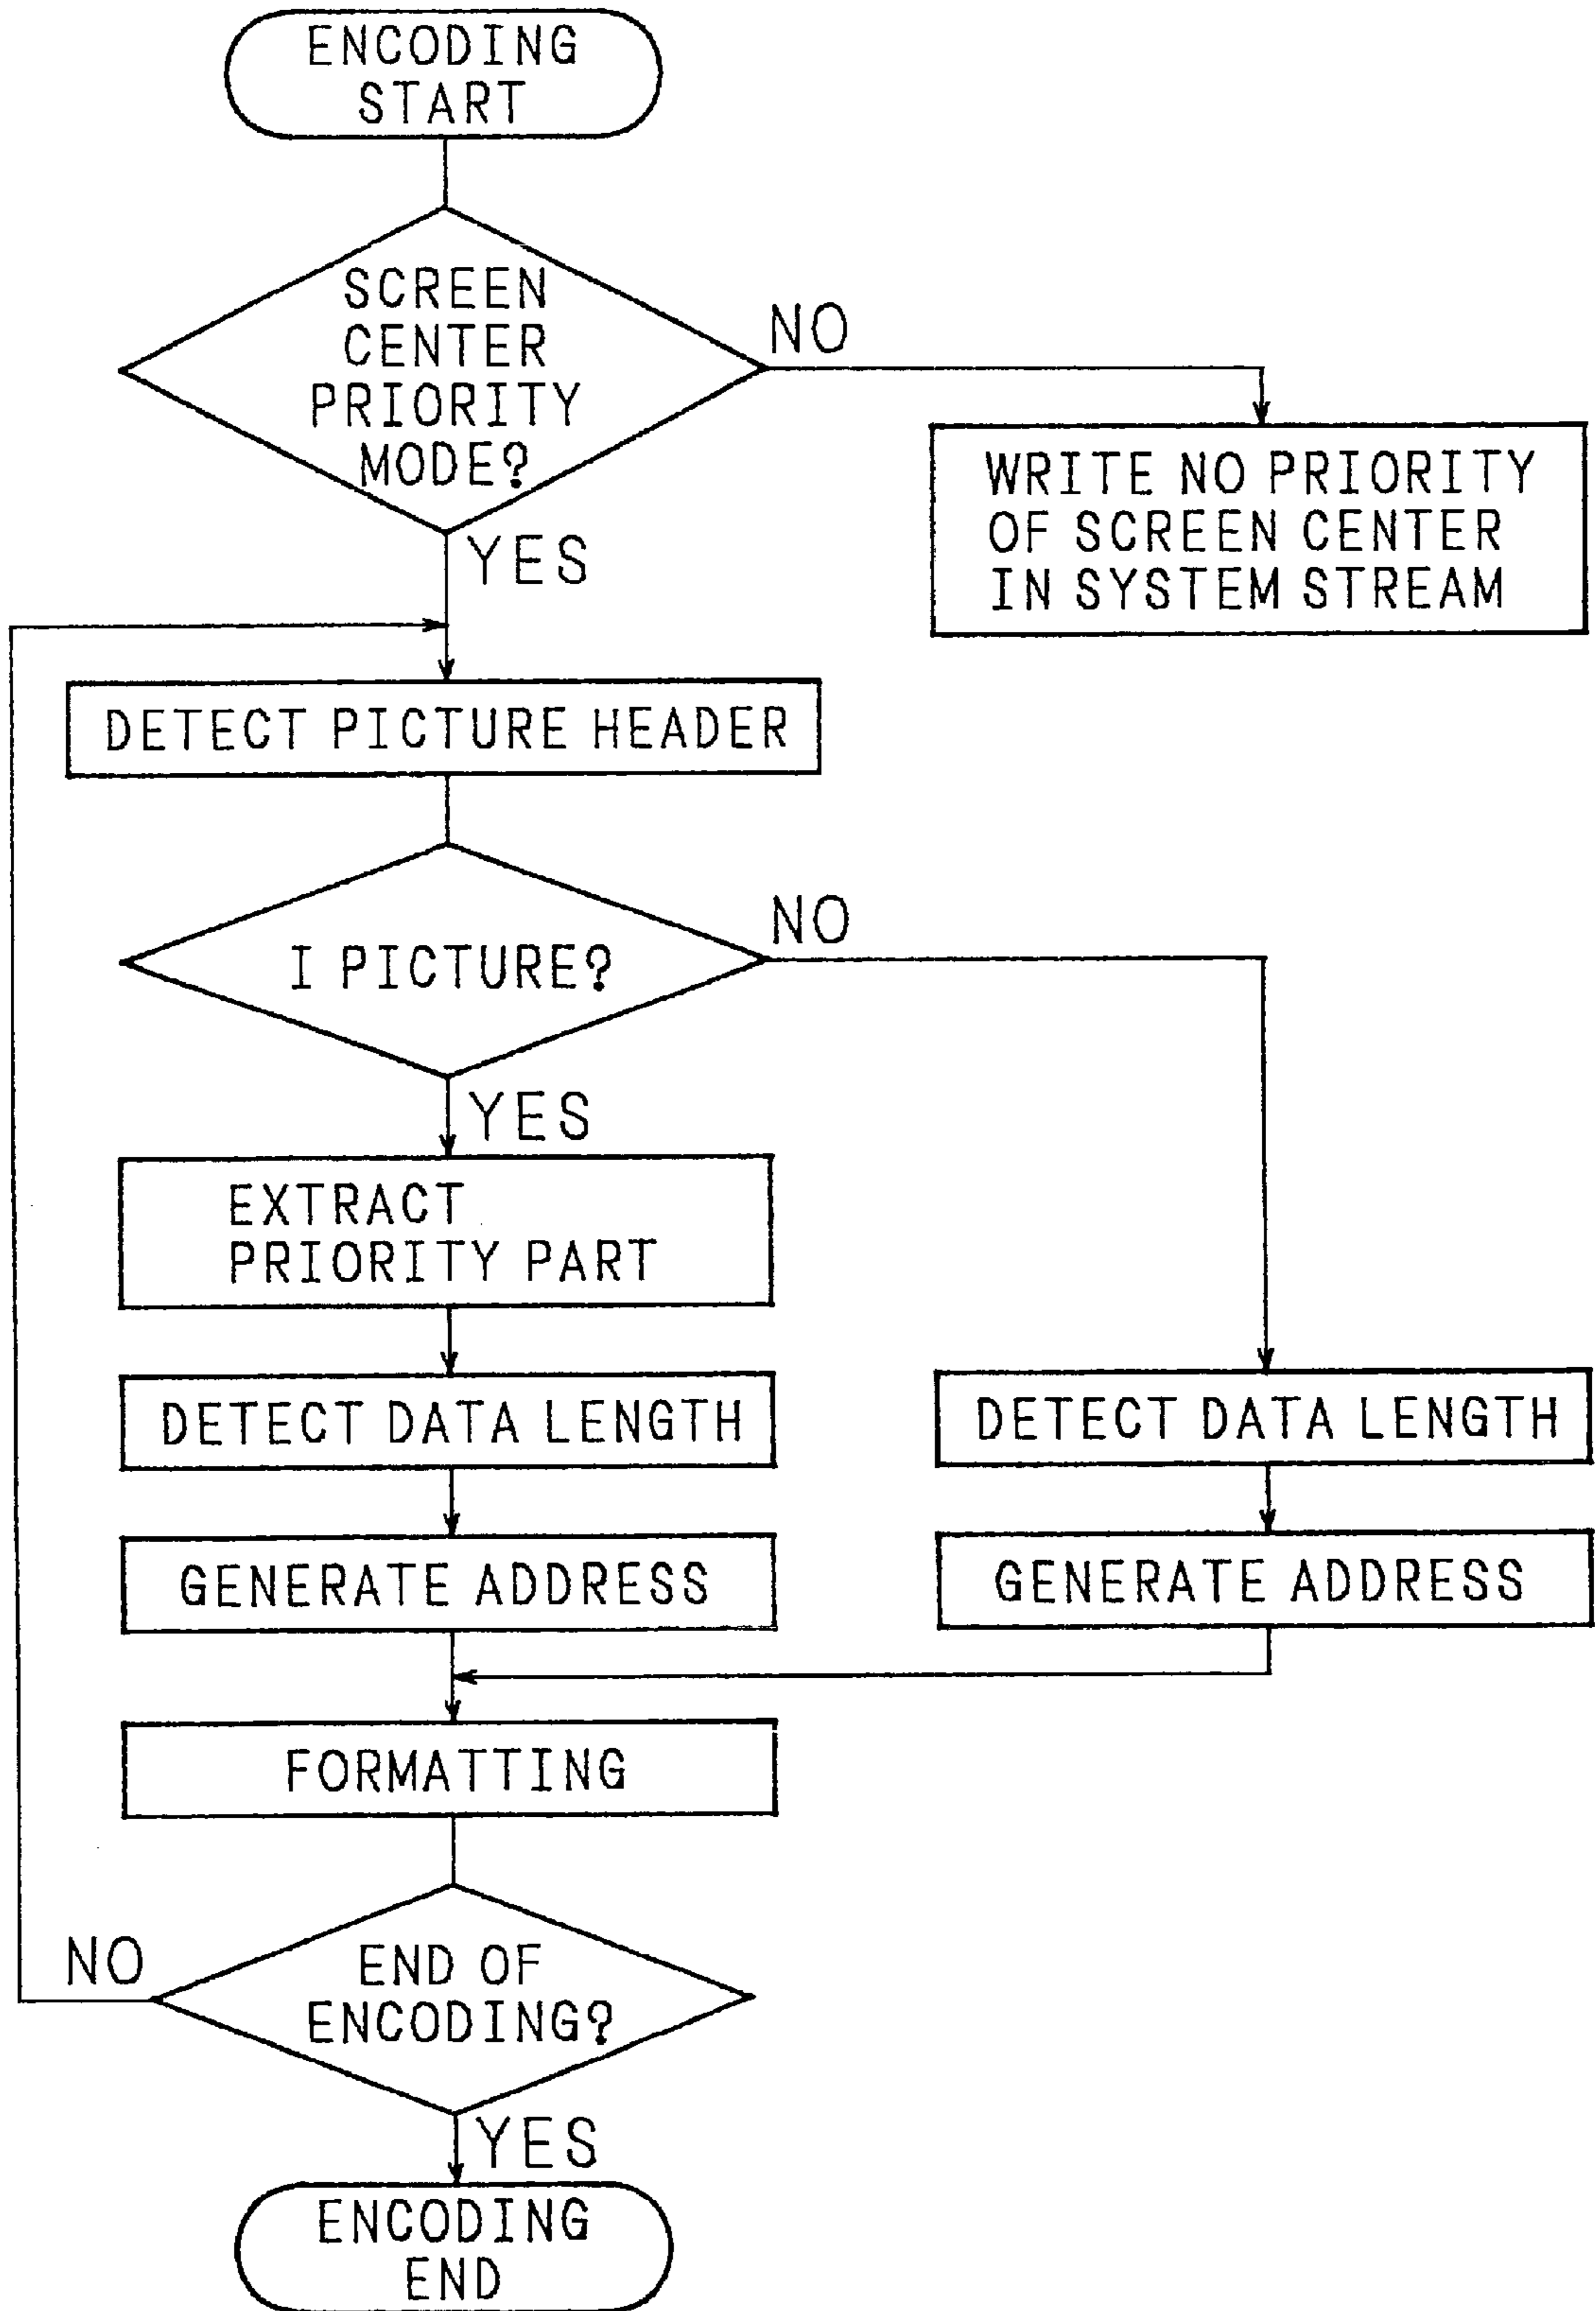 ENCODING
START
SCREEN
CENTER
PRIORITY
MODE?
NO
WRITE NO PRIORITY
OF SCREEN CENTER
IN SYSTEM STREAM
YES
DETECT PICTURE HEADER
I PICTURE?
NO
YES
EXTRACT
PRIORITY PART
DETECT DATA LENGTH
DETECT DATA LENGTH
GENERATE ADDRESS
GENERATE ADDRESS
FORMATTING
NO
END OF
ENCODING?
YES
ENCODING
END